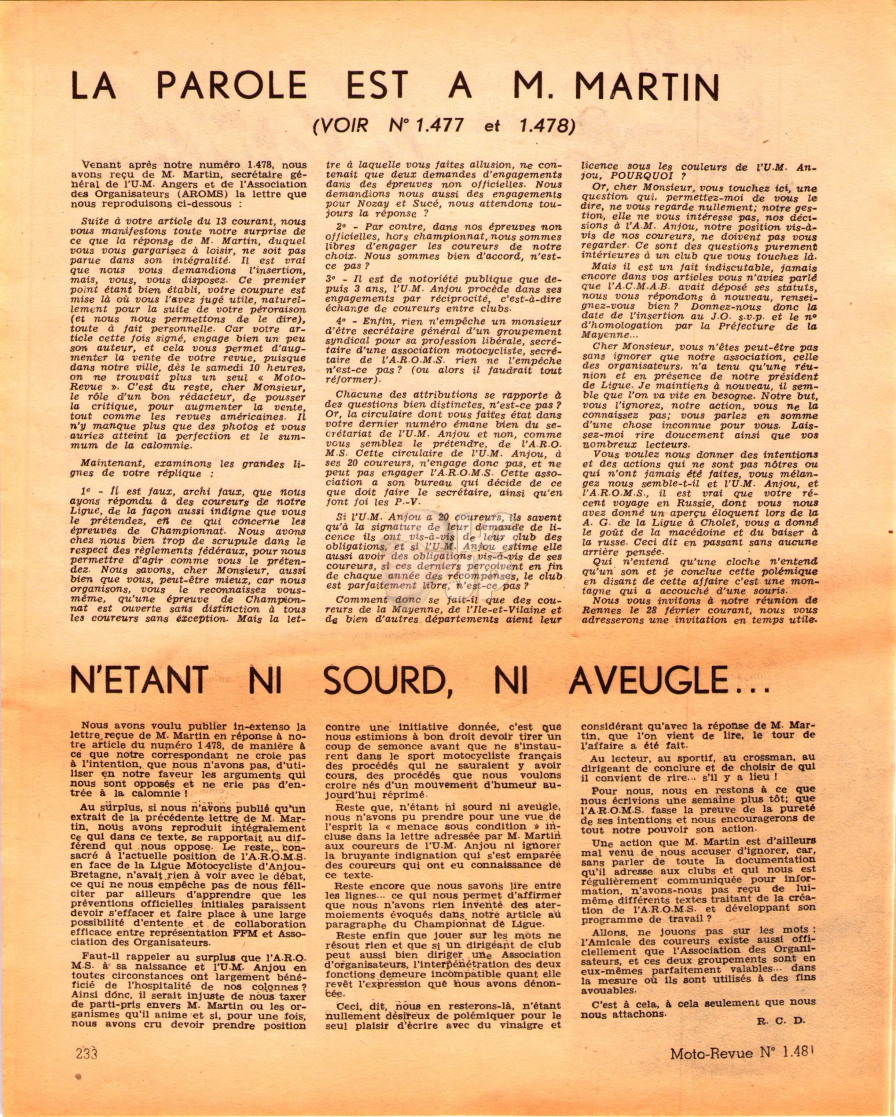 LA PAROLE EST A M. MARTIN
(VOIR N° 1.477 et 1.478)
Venant après notre numéro 1.478, nous
avons reçu de M. Martin, secrétaire gé-
néral de l'U.M. Angers et de l'Association
des Organisateurs (AROMS) la lettre que
nous reproduisons ci-dessous :
Suite à votre article du 13 courant, nous
vous manifestons toute notre surprise de
ce que la réponse de M. Martin, duquel
vous vous gargarisez à loisir, ne soit pas
parue dans son intégralité. Il est vrai
que nous vous demandions l'insertion,
mais, vous, vous disposez. Ce premier
point étant bien établi, votre coupure est
mise là où vous l'avez jugé utile, naturel-
lement pour la suite de votre péroraison
(et nous nous permettons de le dire),
toute à fait personnelle. Car votre ar-
ticle cette fois signé, engage bien un peu
son auteur, et cela vous permet d'aug-
menter la vente de votre revue, puisque
dans notre ville, dès le samedi 10 heures,
on ne trouvait plus un seul « Moto-
Revue ». C'est du reste, cher Monsieur,
le rôle d'un bon rédacteur, de pousser
la critique, pour augmenter la vente,
tout comme les revues américaines. Il
n'y manque plus que des photos et vous
auriez atteint la perfection et le sum-
mum de la calomnie.
Maintenant, examinons les grandes li-
gnes de votre réplique :
1° - Il est faux, archi faux, que nous
ayons répondu à des coureurs de notre
Ligue, de la façon aussi indigne que vous
le prétendez, en ce qui concerne les
épreuves de Championnat. Nous avons
chez nous bien trop de scrupule dans le
respect des règlements fédéraux, pour nous
permettre d'agir comme vous le préten-
dez. Nous savons, cher Monsieur, aussi
bien que vous, peut-être mieux, car nous
organisons, vous le reconnaissez vous-
même, qu'une épreuve de Champion-
nat est ouverte sans distinction à tous
les coureurs sans éxception. Mais la let-
tre à laquelle vous faites allusion, ne con-
tenait que deux demandes d'engagements
dans des épreuves non officielles. Nous
demandions nous aussi des engagements
pour Nozay et Sucé, nous attendons tou-
jours la réponse ?
2° - Par contre, dans nos épreuves non
officielles, hors championnat, nous sommes
libres d'engager les coureurs de notre
choix. Nous sommes bien d'accord, n'est-
ce pas ?
3° - Il est de notoriété publique que de-
puis 3 ans, l'U.M. Anjou procède dans ses
engagements par réciprocité, c'est-à-dire
échange de coureurs entre clubs.
4° - Enfin, rien n'empêche un monsieur
d'être secrétaire général d'un groupement
syndical pour sa profession libérale, secré-
taire d'une association motocycliste, secré-
taire de l'A.R.O.M.S. rien ne l'empêche
n'est-ce pas ? (ou alors il faudrait tout
réformer).
Chacune des attributions se rapporte à
des questions bien distinctes, n'est-ce pas ?
Or, la circulaire dont vous faites état dans
votre dernier numéro émane bien du se-
crétariat de l'U.M. Anjou et non, comme
vous semblez le prétendre, de l'A.R.O.
M.S. Cette circulaire de l'U.M. Anjou, à
ses 20 coureurs, n'engage donc pas, et ne
peut pas engager l'A.R.O.M.S. Cette asso-
ciation a son bureau qui décide de ce
que doit faire le secrétaire, ainsi qu'en
font foi les P.-V.
Si l'U.M. Anjou a 20 coureurs, ils savent
qu'à la signature de leur demande de li-
cence ils ont vis-à-vis de leur club des
obligations, et si l'U.M. Anjou estime elle
aussi avoir des obligations vis-à-vis de ses
coureurs, si ces derniers perçoivent en fin
de chaque année des récompenses, le club
est parfaitement libre, n'est-ce pas ?
Comment donc se fait-il que des cou-
reurs de la Mayenne, de l'Ile-et-Vilaine et
de bien d'autres départements aient leur
licence sous les couleurs de l'U.M. An-
jou, POURQUOI ?
Or, cher Monsieur, vous touchez ici, une
question qui, permettez-moi de vous le
dire, ne vous regarde nullement; notre ges-
tion, elle ne vous intéresse pas, nos déci-
sions à l'A.M. Anjou, notre position vis-à-
vis de nos coureurs, ne doivent pas vous
regarder. Ce sont des questions purement
intérieures à un club que vous touchez là.
Mais il est un fait indiscutable, jamais
encore dans vos articles vous n'aviez parlé
que l'A.C.M.A.B. avait déposé ses statuts,
nous vous répondons à nouveau, rensei-
gnez-vous bien ? Donnez-nous donc la
date de l'insertion au J.O. s.v.p. et le n°
d'homologation par la Préfecture de la
Mayenne...
Cher Monsieur, vous n'êtes peut-être pas
sans ignorer que notre association, celle
des organisateurs, n'a tenu qu'une réu-
nion et en présence de notre président
de Ligue. Je maintiens à nouveau, il sem-
ble que l'on va vite en besogne. Notre but,
vous l'ignorez, notre action, vous ne la
connaissez pas; vous parlez en somme
d'une chose inconnue pour vous. Lais-
sez-moi rire doucement ainsi que vos
nombreux lecteurs.
Vous voulez nous donner des intentions
et des actions qui ne sont pas nôtres ou
qui n'ont jamais été faites, vous mélan-
gez nous semble-t-il et l'U.M. Anjou, et
l'A.R.O.M.S., il est vrai que votre ré-
cent voyage en Russie, dont vous nous
avez donné un aperçu éloquent lors de la
A. G. de la Ligue à Cholet, vous a donné
le goût de la macédoine et du baiser à
la russe. Ceci dit en passant sans aucune
arrière pensée.
Qui n'entend qu'une cloche n'entend
qu'un son et je conclue cette polémique
en disant de cette affaire c'est une mon-
tagne qui a accouché d'une souris.
Nous vous invitons à notre réunion de
Rennes le 28 février courant, nous vous
adresserons une invitation en temps utile.
N'ETANT NI SOURD, NI AVEUGLE...
Nous avons voulu publier in-extenso la
lettre reçue de M. Martin en réponse à no-
tre article du numéro 1.478, de manière à
ce que notre correspondant ne croie pas
à l'intention, que nous n'avons pas, d'uti-
liser en notre faveur les arguments qui
nous sont opposés et ne crie pas d'en-
trée à la calomnie !
Au surplus, si nous n'avons publié qu'un
extrait de la précédente lettre de M. Mar-
tin, nous avons reproduit intégralement
ce qui dans ce texte, se rapportait au dif-
férend qui nous oppose. Le reste, con-
sacré à l'actuelle position de l'A.R.O.M.S.
en face de la Ligue Motocycliste d'Anjou-
Bretagne, n'avait rien à voir avec le débat,
ce qui ne nous empêche pas de nous féli-
citer par ailleurs d'apprendre que les
préventions officielles initiales paraissent
devoir s'effacer et faire place à une large
possibilité d'entente et de collaboration
efficace entre représentation FFM et Asso-
ciation des Organisateurs.
Faut-il rappeler au surplus que l'A.R.O.
M.S. à sa naissance et l'U.M. Anjou en
toutes circonstances ont largement béné-
ficié de l'hospitalité de nos colonnes ?
Ainsi donc, il serait injuste de nous taxer
de parti-pris envers M. Martin ou les or-
ganismes qu'il anime et si, pour une fois,
nous avons cru devoir prendre position
contre une initiative donnée, c'est que
nous estimions à bon droit devoir tirer un
coup de semonce avant que ne s'instau-
rent dans le sport motocycliste français
des procédés qui ne sauraient y avoir
cours, des procédés que nous voulons
croire nés d'un mouvement d'humeur au-
jourd'hui réprimé.
Reste que, n'étant ni sourd ni aveugle,
nous n'avons pu prendre pour une vue de
l'esprit la « menace sous condition » in-
cluse dans la lettre adressée par M. Martin
aux coureurs de l'U.M. Anjou ni ignorer
la bruyante indignation qui s'est emparée
des coureurs qui ont eu connaissance de
ce texte.
Reste encore que nous savons lire entre
les lignes... ce qui nous permet d'affirmer
que nous n'avons rien inventé des ater-
moiements évoqués dans notre article au
paragraphe du Championnat de Ligue.
Reste enfin que jouer sur les mots ne
résout rien et que si un dirigeant de club
peut aussi bien diriger une Association
d'organisateurs, l'interpénétration des deux
fonctions demeure incompatible quant elle
revêt l'expression que nous avons dénon-
cée.
Ceci, dit, nous en resterons-là, n'étant
nullement désireux de polémiquer pour le
seul plaisir d'écrire avec du vinaigre et
considérant qu'avec la réponse de M. Mar-
tin, que l'on vient de lire, le tour de
l'affaire a été fait.
Au lecteur, au sportif, au crossman, au
dirigeant de conclure et de choisir de qui
il convient de rire... s'il y a lieu !
Pour nous, nous en restons à ce que
nous écrivions une semaine plus tôt; que
l'A.R.O.M.S. fasse la preuve de la pureté
de ses intentions et nous encouragerons de
tout notre pouvoir son action.
Une action que M. Martin est d'ailleurs
mal venu de nous accuser d'ignorer, car,
sans parler de toute la documentation
qu'il adresse aux clubs et qui nous est
régulièrement communiquée pour infor-
mation, n'avons-nous pas reçu de lui-
même différents textes traitant de la créa-
tion de l'A.R.O.M.S. et développant son
programme de travail ?
Allons, ne jouons pas sur les mots :
l'Amicale des coureurs existe aussi offi-
ciellement que l'Association des Organi-
sateurs, et ces deux groupements sont en
eux-mêmes parfaitement valables... dans
la mesure où ils sont utilisés à des fins
avouables.
C'est à cela, à cela seulement que nous
nous attachons.
R. C. D.
233
Moto-Revue N° 1.481